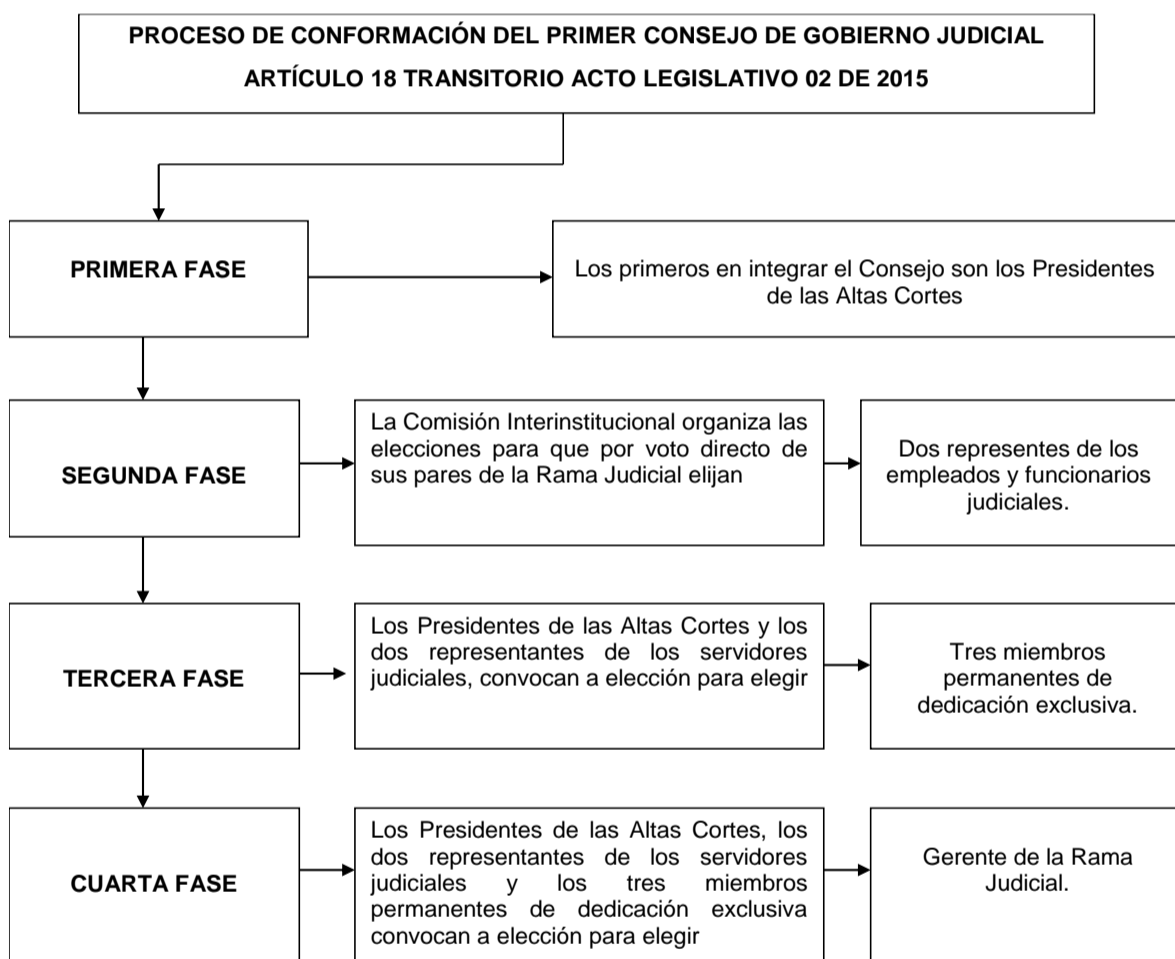 PROCESO DE CONFORMACIÓN DEL PRIMER CONSEJO DE GOBIERNO JUDICIAL
ARTÍCULO 18 TRANSITORIO ACTO LEGISLATIVO 02 DE 2015
PRIMERA FASE
Los primeros en integrar el Consejo son los Presidentes
de las Altas Cortes
SEGUNDA FASE
La Comisión Interinstitucional organiza las
elecciones para que por voto directo de
sus pares de la Rama Judicial elijan
Dos represente de los
empleados y funcionarios
judiciales.
TERCERA FASE
Los Presidentes de las Altas Cortes y los
dos representantes de los servidores
judiciales, convocan a elección para elegir
Tres miembros
permanentes de
dedicación exclusiva.
CUARTA FASE
Los Presidentes de las Altas Cortes, los
dos representantes de los servidores
judiciales y los tres miembros
permanentes de dedicación exclusiva
convocan a elección para elegir
Gerente de la Rama
Judicial.